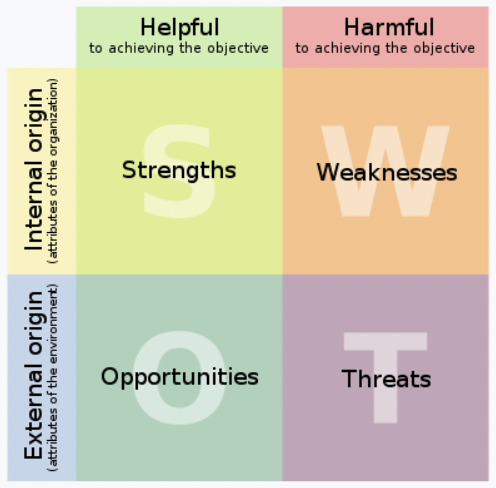 Helpful
to achieving the objective
Harmful
to achieving the objective
Internal origin
(attributes of the organization)
S
Strengths
W
Weaknesses
External origin
(attributes of the environment)
O
Opportunities
T
Threats